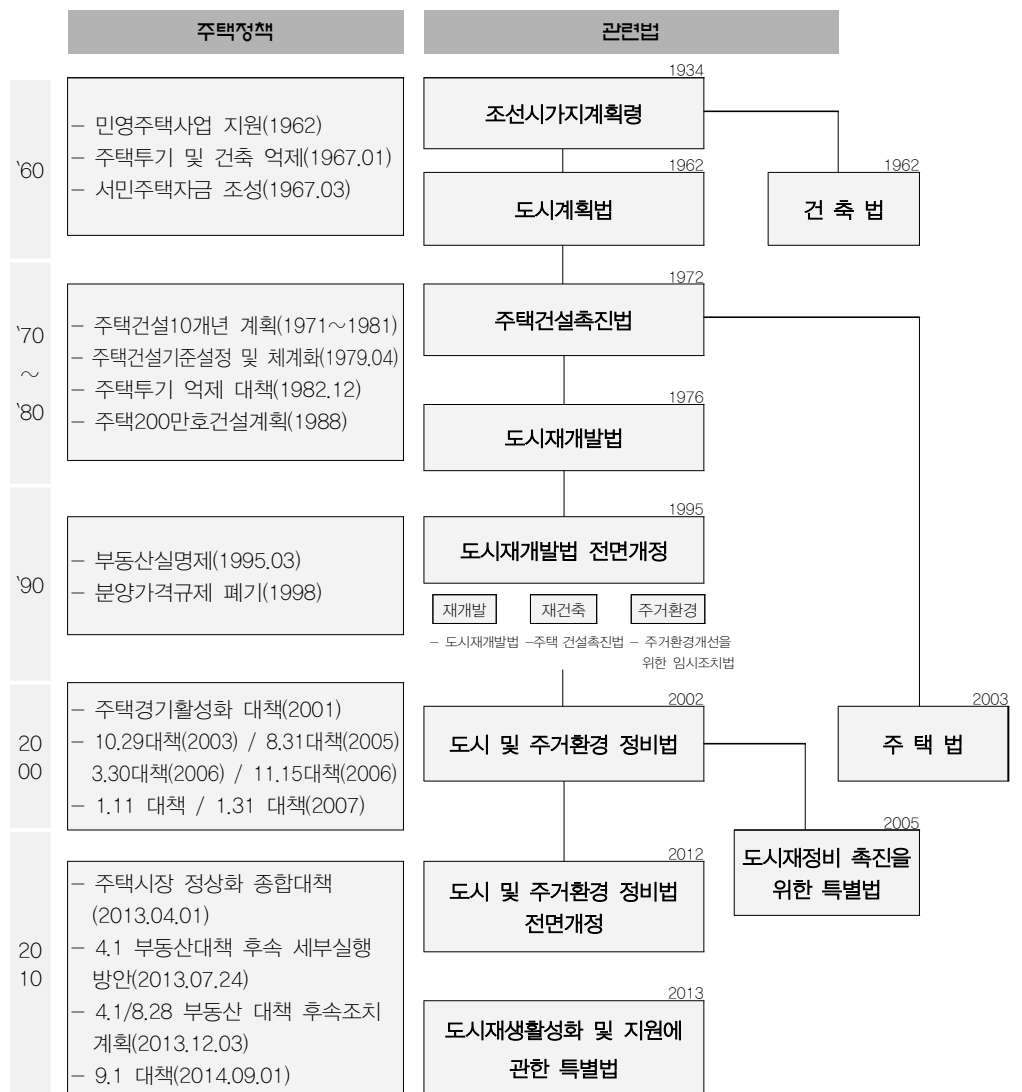 주택정책
관련법
'60
- 민영주택사업 지원(1962)
- 주택투기 및 건축 억제(1967.01)
- 서민주택자금 조성(1967.03)
1934
조선시가지계획령
1962
도시계획법
1962
건 축 법
'70
~
'80
- 주택건설10개년 계획(1971~1981)
- 주택건설기준설정 및 체계화(1979.04)
- 주택투기 억제 대책(1982.12)
- 주택200만호건설계획(1988)
1972
주택건설촉진법
1976
도시재개발법
'90
- 부동산실명제(1995.03)
- 분양가격규제 폐기(1998)
1995
도시재개발법 전면개정
재개발 재건축 주거환경
- 도시재개발법 -주택 건설촉진법 - 주거환경개선을
위한 임시조치법
20
00
- 주택경기활성화 대책(2001)
- 10.29대책(2003) / 8.31대책(2005)
3.30대책(2006) / 11.15대책(2006)
- 1.11 대책 / 1.31 대책(2007)
2002
도시 및 주거환경 정비법
2003
주 택 법
2005
도시재정비 촉진을
위한 특별법
20
10
- 주택시장 정상화 종합대책
(2013.04.01)
- 4.1 부동산대책 후속 세부실행
방안(2013.07.24)
- 4.1/8.28 부동산 대책 후속조치
계획(2013.12.03)
- 9.1 대책(2014.09.01)
2012
도시 및 주거환경 정비법
전면개정
2013
도시재생활성화 및 지원에
관한 특별법